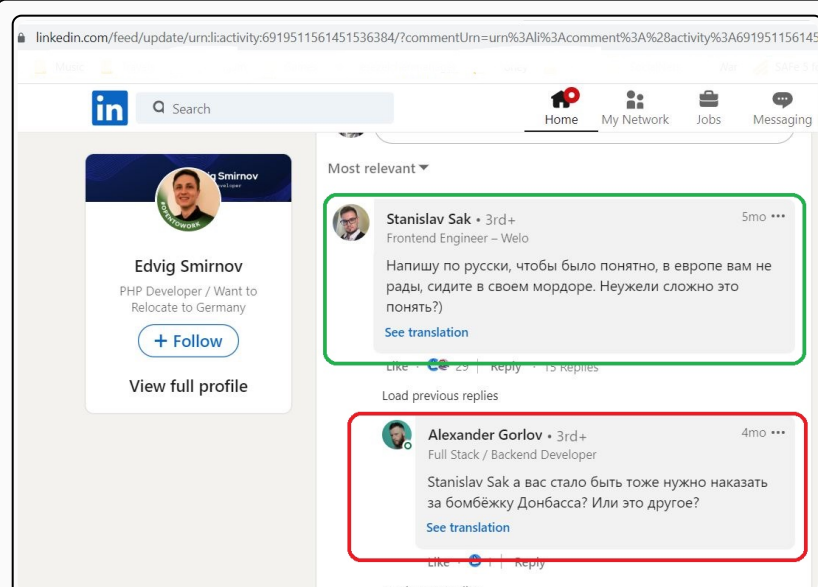 linkedin.com/feed/update/urn:li:activity:6919511561451536384/?commentUrn=urn%3Ali%3Acomment%3A%28activity%3A691951156145
Music
in
Search
Home
My Network
Jobs
Messaging
Smirnov
#OPENTOWORK
Edvig Smirnov
PHP Developer / Want to
Relocate to Germany
+ Follow
View full profile
Most relevant
Stanislav Sak • 3rd+
5mo •••
Frontend Engineer – Welo
Напишу по русски, чтобы было понятно, в европе вам не
рады, сидите в своем мордоре. Неужели сложно это
понять?)
See translation
Like · 29 | Reply · 15 Replies
Load previous replies
Alexander Gorlov • 3rd+
4mo •••
Full Stack / Backend Developer
Stanislav Sak а вас стало быть тоже нужно наказать
за бомбёжку Донбасса? Или это другое?
See translation
Like · 1 | Reply